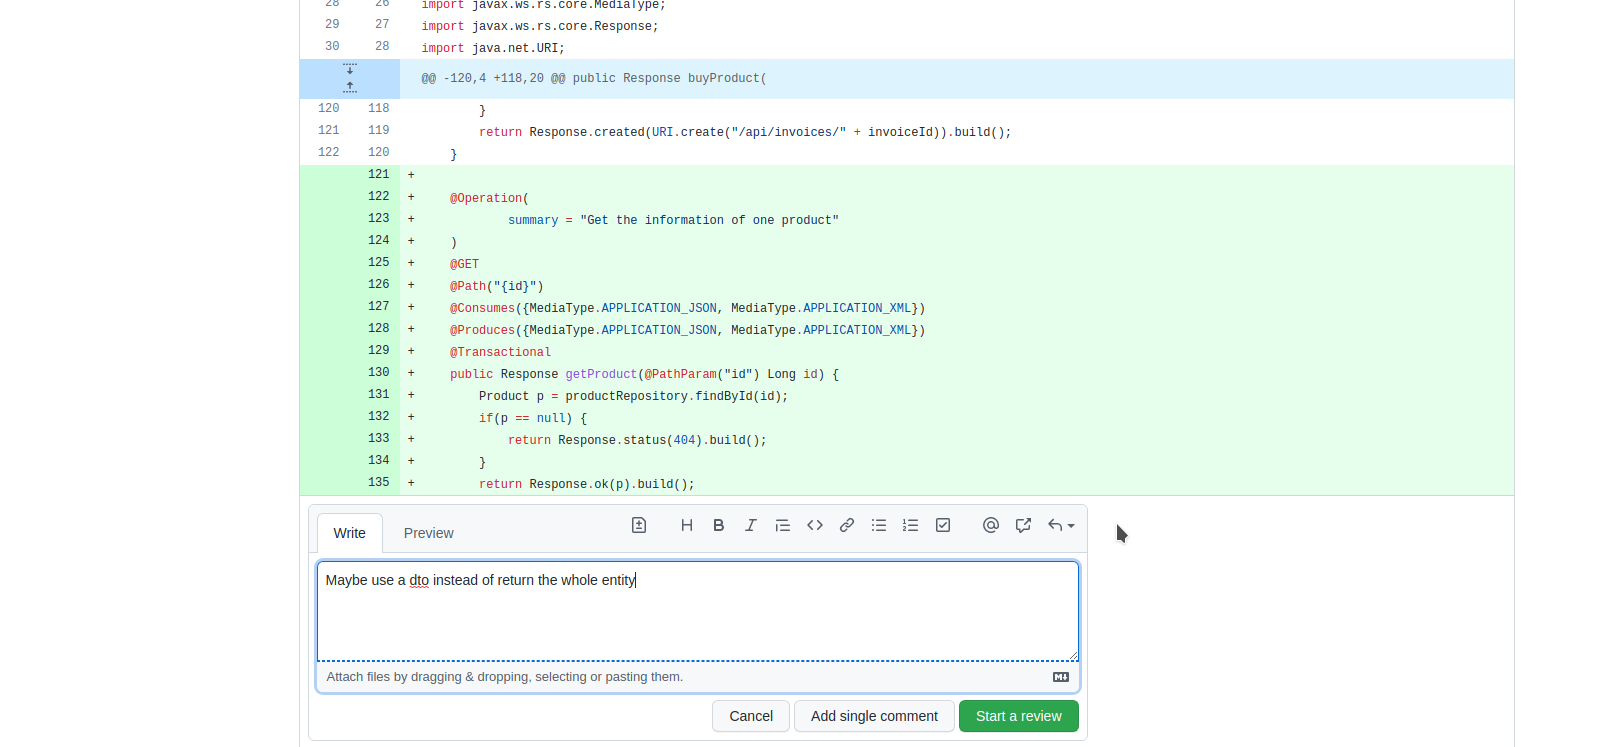 28 26 import javax.ws.rs.core.MediaType;
29 27 import javax.ws.rs.core.Response;
30 28 import java.net.URI;
@@ -120,4 +118,20 @@ public Response buyProduct(
120 118 }
121 119 return Response.created(URI.create("/api/invoices/" + invoiceId)).build();
122 120 }
121 +
122 + @Operation(
123 + summary = "Get the information of one product"
124 + )
125 + @GET
126 + @Path("{id}")
127 + @Consumes({MediaType.APPLICATION_JSON, MediaType.APPLICATION_XML})
128 + @Produces({MediaType.APPLICATION_JSON, MediaType.APPLICATION_XML})
129 + @Transactional
130 + public Response getProduct(@PathParam("id") Long id) {
131 + Product p = productRepository.findById(id);
132 + if(p == null) {
133 + return Response.status(404).build();
134 + }
135 + return Response.ok(p).build();
Write Preview
Maybe use a dto instead of return the whole entity
Attach files by dragging & dropping, selecting or pasting them.
Cancel Add single comment Start a review